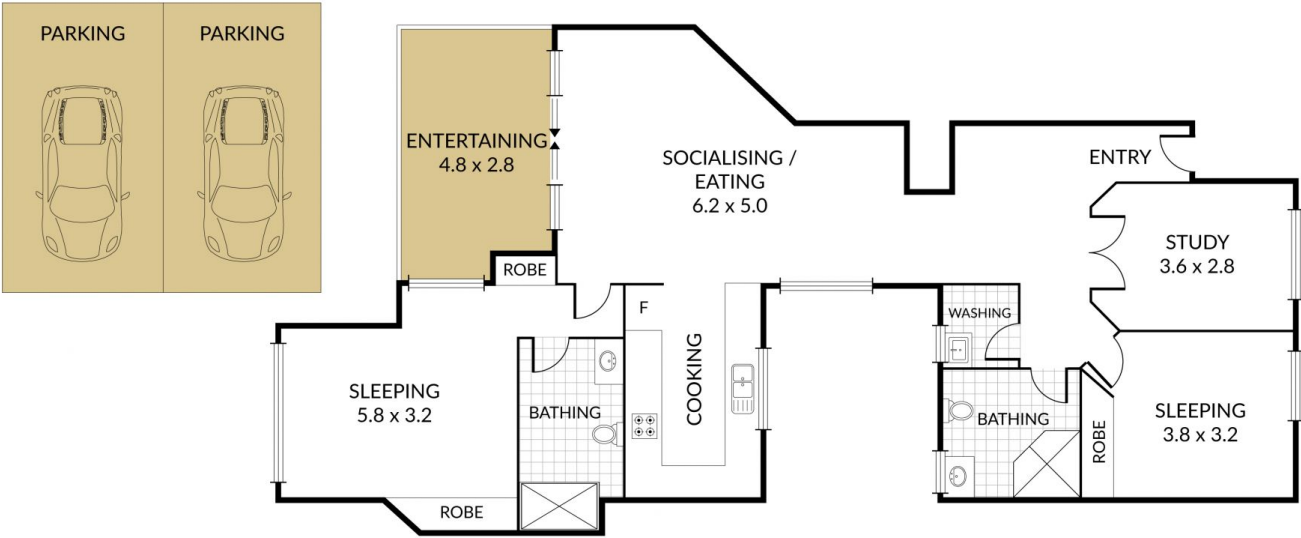 PARKING
PARKING
ENTERTAINING
4.8 x 2.8
SOCIALISING /
EATING
6.2 x 5.0
ENTRY
STUDY
3.6 x 2.8
ROBE
F
WASHING
COOKING
SLEEPING
5.8 x 3.2
BATHING
BATHING
ROBE
SLEEPING
3.8 x 3.2
ROBE